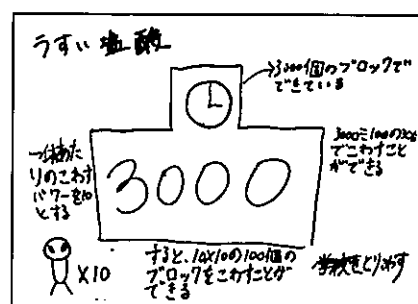 うすい塩酸
→3000個のブロックで
できている
一体あた
りのこわす
パワーを10
とする
3000
3000÷100の30回
でこわすこと
ができる
×10
すると、10×10の100個の
ブロックをこわすことが
できる
学校をとりこわす